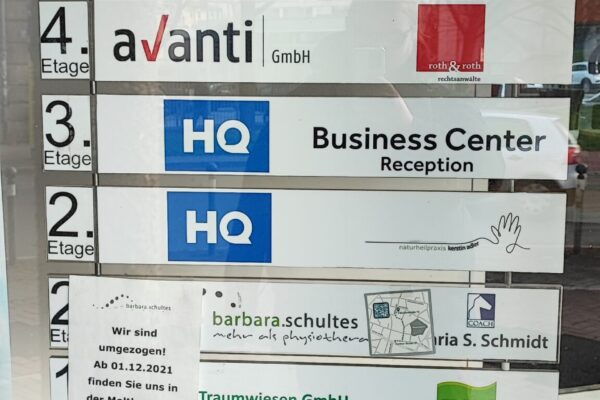 4.
Etage
avanti
GmbH
roth & roth
rechtsanwälte
3.
Etage
HQ
Business Center
Reception
2.
Etage
HQ
naturheilpraxis kerstin adler
2
Et
barbara.schultes
barbara.schultes
mehr als physiothera
COACH
ria S. Schmidt
Wir sind
umgezogen!
Ab 01.12.2021
finden Sie uns in
der
Traumwiesen GmbH